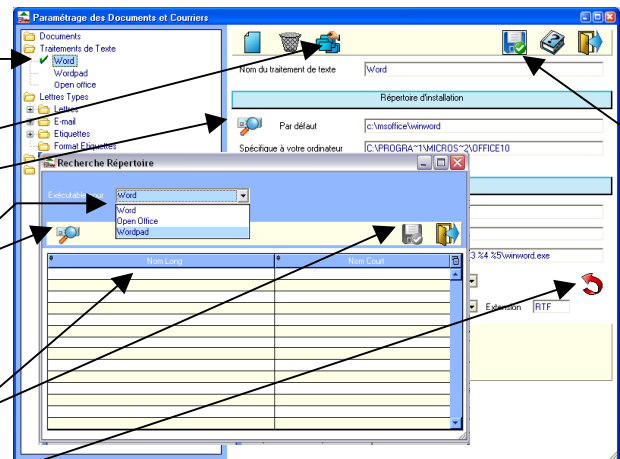 Paramétrage des Documents et Courriers
Documents
Traitements de Texte
Word
Wordpad
Open office
Lettres Types
Lettres
E-mail
Etiquettes
Format Etiquettes
Nom du traitement de texte
Word
Répertoire d'installation
Par défaut
c:\msoffice\winword
Spécifique à votre ordinateur
C:\PROGRA~1\MICROS~2\OFFICE10
Recherche Répertoire
Exécutable pour
Word
Word
Open Office
Wordpad
Nom Long
Nom Court
3 %4 %5\winword.exe
Extension
RTF